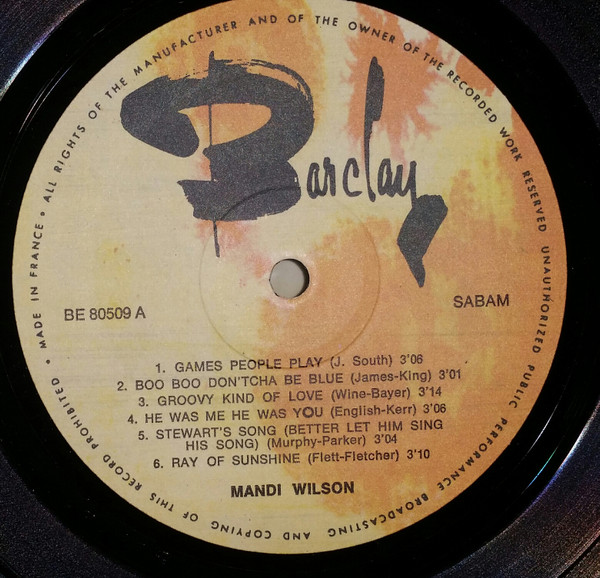 • MADE IN FRANCE • ALL RIGHTS OF THE MANUFACTURER AND OF THE OWNER OF THE RECORDED WORK RESERVED UNAUTHORIZED PUBLIC PERFORMANCE BROADCASTING AND COPYING OF THIS RECORD PROHIBITED
Barclay
BE 80509 A
SABAM
1. GAMES PEOPLE PLAY (J. South) 3'06
2. BOO BOO DON'TCHA BE BLUE (James-King) 3'01
3. GROOVY KIND OF LOVE (Wine-Bayer) 3'14
4. HE WAS ME HE WAS YOU (English-Kerr) 3'06
5. STEWART'S SONG (BETTER LET HIM SING
HIS SONG) (Murphy-Parker) 3'04
6. RAY OF SUNSHINE (Flett-Fletcher) 3'10
MANDI WILSON